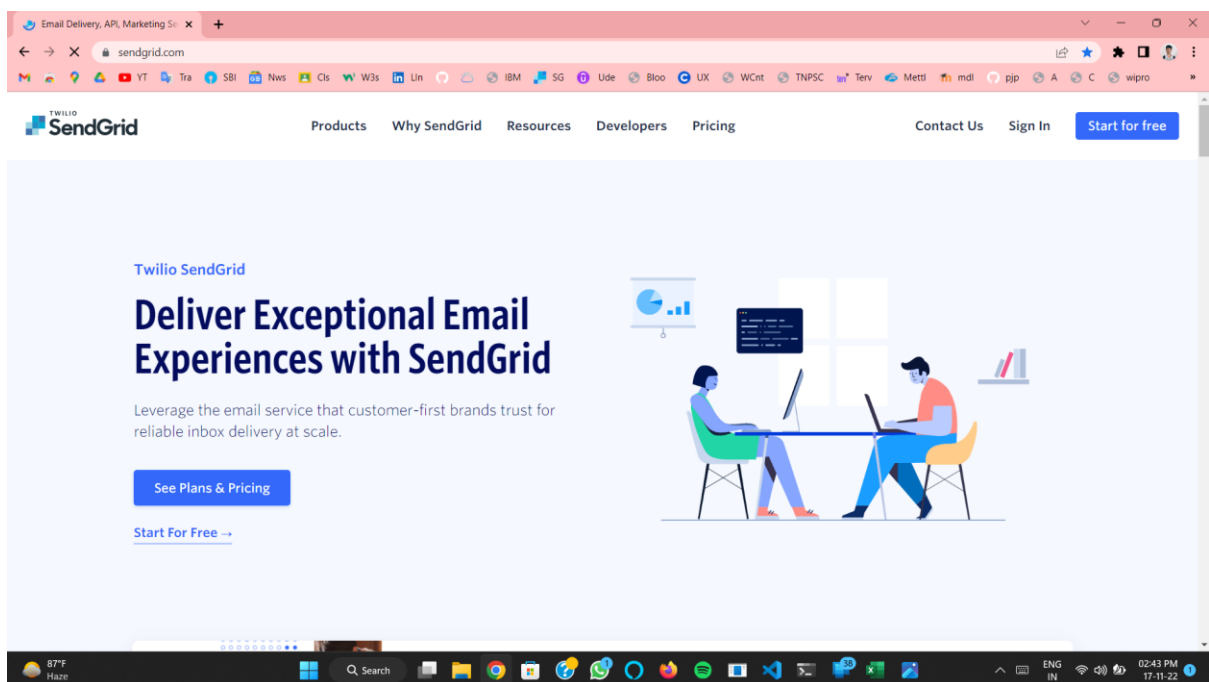 Email Delivery, API, Marketing Se
sendgrid.com
YT Tra SBI Nws Cls W3s Lin IBM SG Ude Bloo UX WCnt TNPSC Terv Mettl mdl pjp A C wipro »
TWILIO
SendGrid
Products Why SendGrid Resources Developers Pricing Contact Us Sign In Start for free
Twilio SendGrid
Deliver Exceptional Email
Experiences with SendGrid
Leverage the email service that customer-first brands trust for
reliable inbox delivery at scale.
See Plans & Pricing
Start For Free →
87°F
Haze
Search
38
ENG
IN
02:43 PM
17-11-22
1